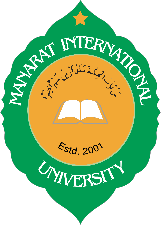 MANARAT INTERNATIONAL
Estd. 2001
UNIVERSITY